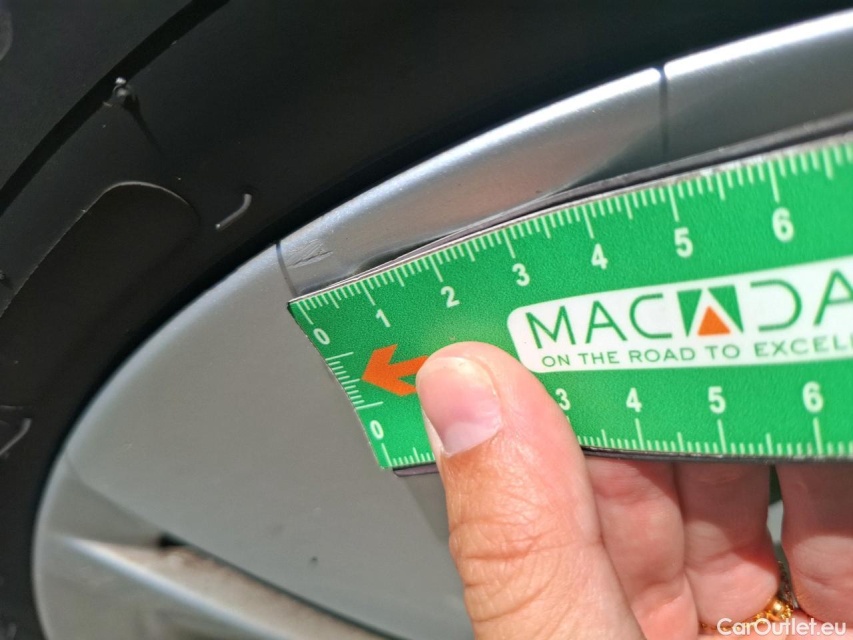 0 1 2 3 4 5 6
MACADA
ON THE ROAD TO EXCELL
0 3 4 5 6
CarOutlet.eu